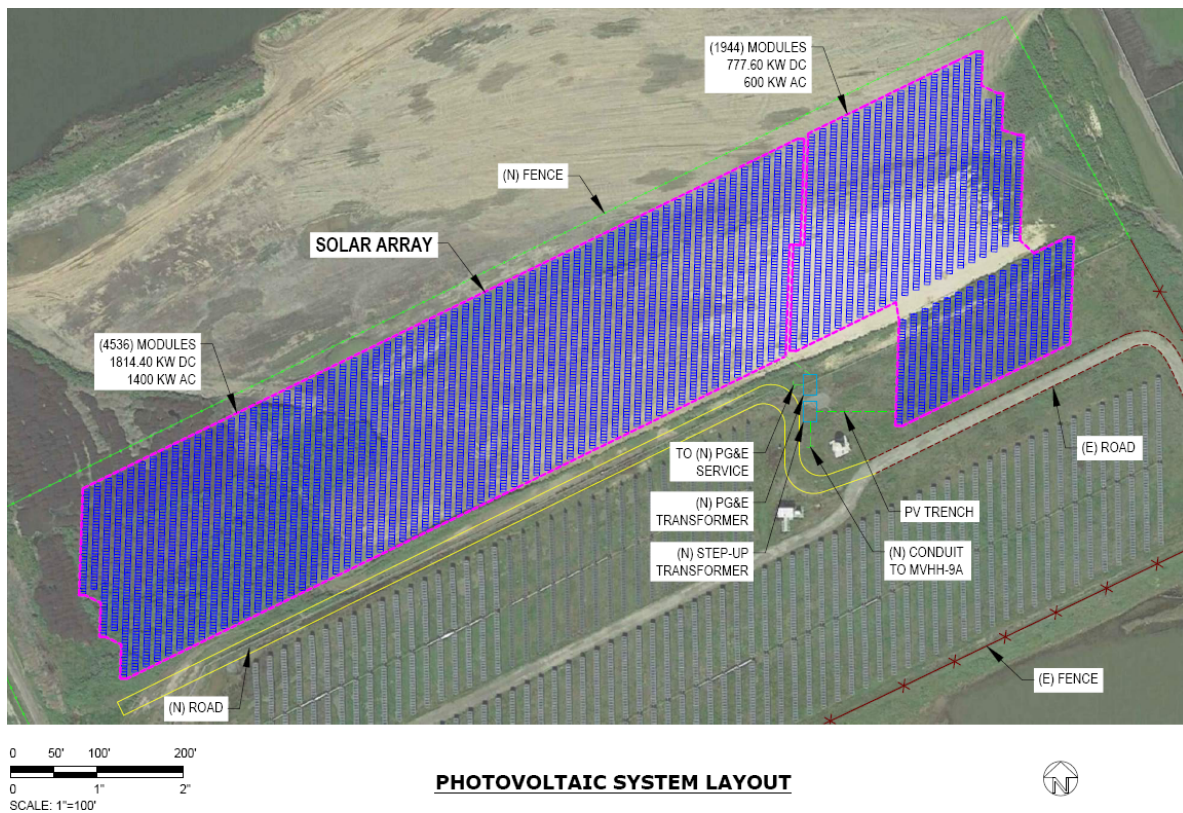 (1944) MODULES
777.60 KW DC
600 KW AC
(N) FENCE
SOLAR ARRAY
(4536) MODULES
1814.40 KW DC
1400 KW AC
TO (N) PG&E
SERVICE
(N) PG&E
TRANSFORMER
(N) STEP-UP
TRANSFORMER
(E) ROAD
PV TRENCH
(N) CONDUIT
TO MVHH-9A
(E) FENCE
(N) ROAD
0 50' 100' 200'
0 1" 2"
SCALE: 1"=100'
PHOTOVOLTAIC SYSTEM LAYOUT
N